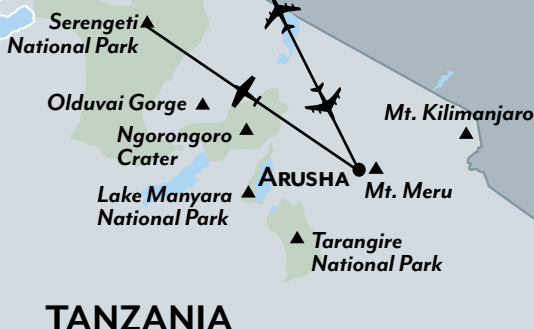 Serengeti
National Park
Olduvai Gorge
Mt. Kilimanjaro
Ngorongoro
Crater
ARUSHA
Mt. Meru
Lake Manyara
National Park
Tarangire
National Park
TANZANIA